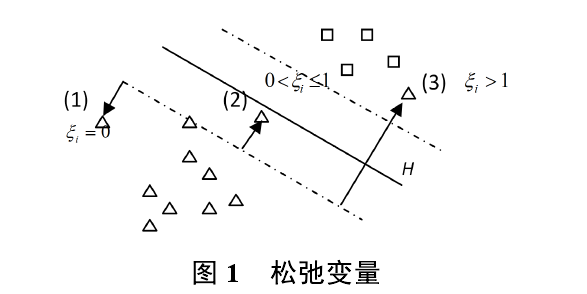 0 < ξᵢ ≤ 1
(3) ξᵢ > 1
(1)
(2)
ξᵢ = 0
H
图 1 松弛变量